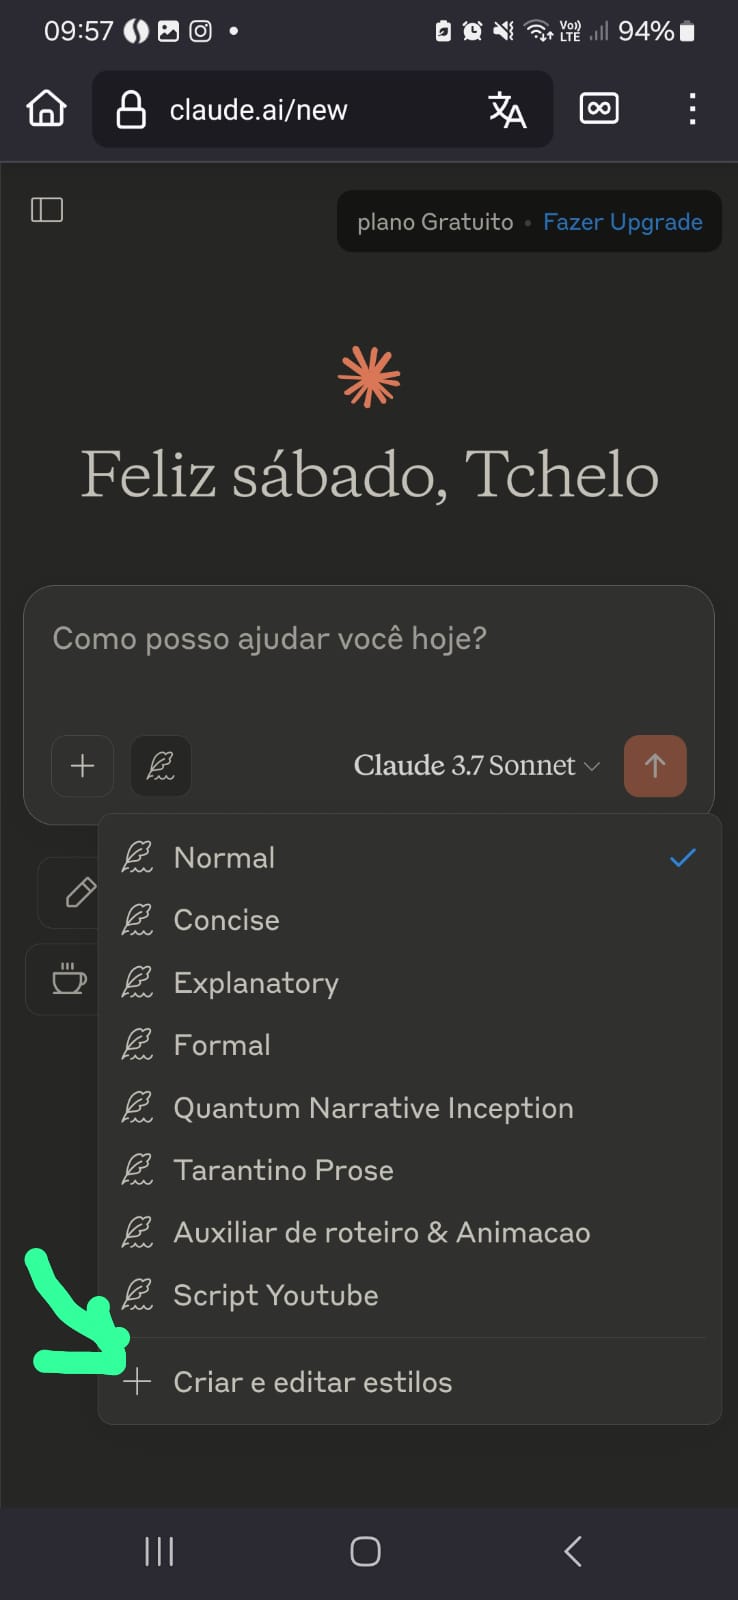 09:57
Vo))
LTE
94%
claude.ai/new
plano Gratuito • Fazer Upgrade
Feliz sábado, Tchelo
Como posso ajudar você hoje?
Claude 3.7 Sonnet
Normal
Concise
Explanatory
Formal
Quantum Narrative Inception
Tarantino Prose
Auxiliar de roteiro & Animacao
Script Youtube
Criar e editar estilos